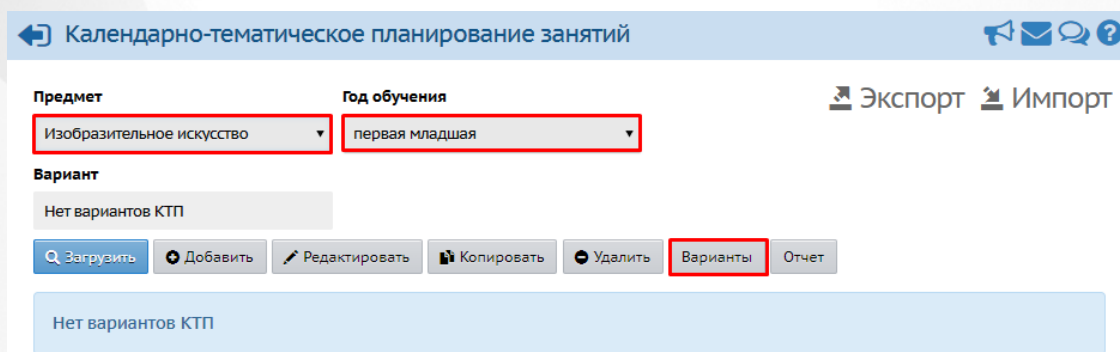 Календарно-тематическое планирование занятий
Предмет Год обучения Экспорт Импорт
Изобразительное искусство первая младшая
Вариант
Нет вариантов КТП
Загрузить Добавить Редактировать Копировать Удалить Варианты Отчет
Нет вариантов КТП